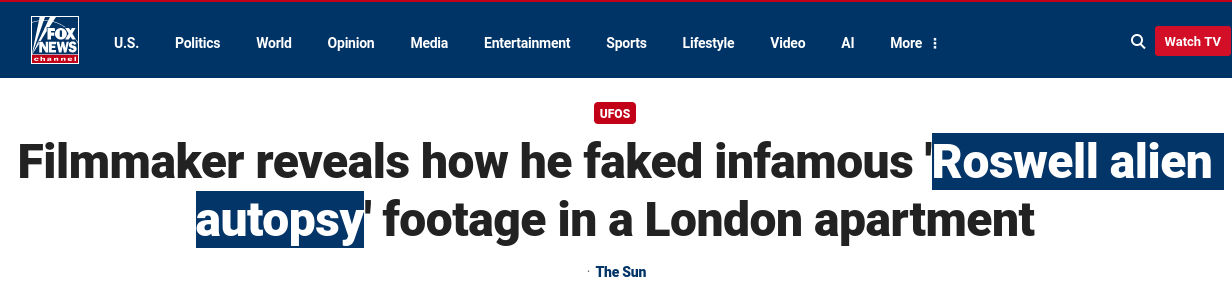 FOX
NEWS
channel
U.S. Politics World Opinion Media Entertainment Sports Lifestyle Video AI More Watch TV
UFOS
Filmmaker reveals how he faked infamous 'Roswell alien
autopsy' footage in a London apartment
· The Sun